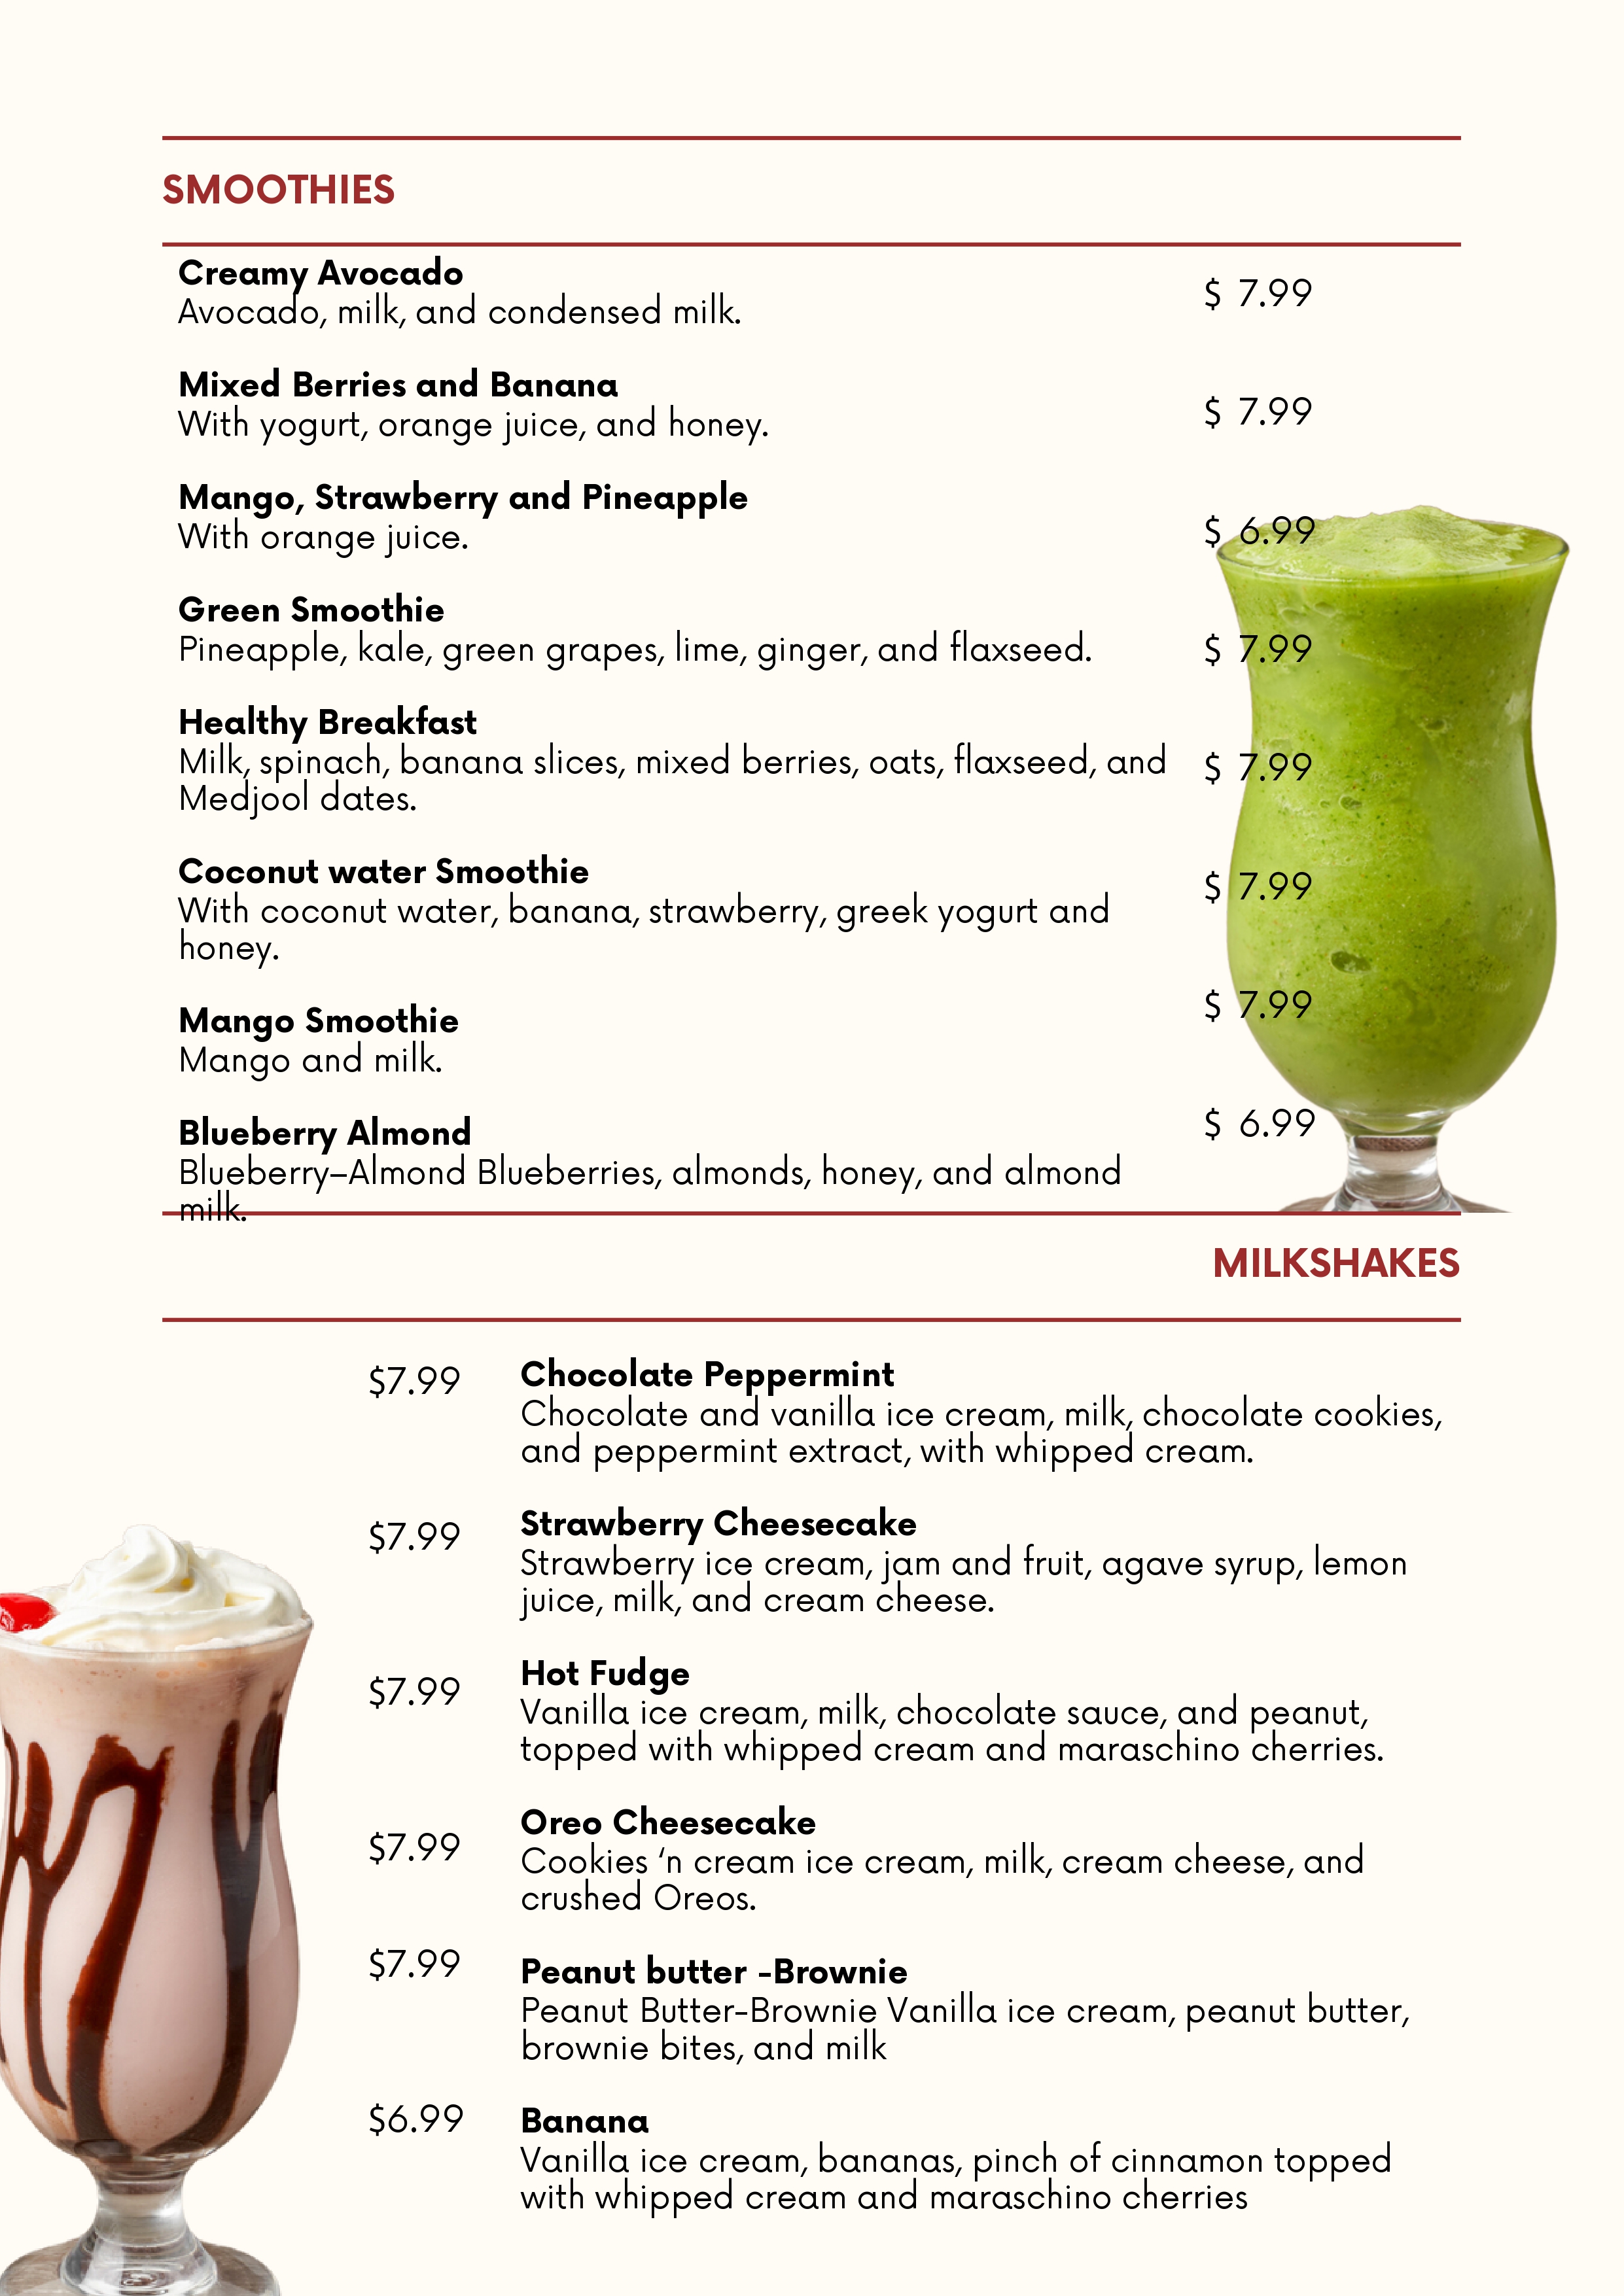 SMOOTHIES
Creamy Avocado
Avocado, milk, and condensed milk.
$ 7.99
Mixed Berries and Banana
With yogurt, orange juice, and honey.
$ 7.99
Mango, Strawberry and Pineapple
With orange juice.
$ 6.99
Green Smoothie
Pineapple, kale, green grapes, lime, ginger, and flaxseed.
$ 7.99
Healthy Breakfast
Milk, spinach, banana slices, mixed berries, oats, flaxseed, and
Medjool dates.
$ 7.99
Coconut water Smoothie
With coconut water, banana, strawberry, greek yogurt and
honey.
$ 7.99
Mango Smoothie
Mango and milk.
$ 7.99
Blueberry Almond
Blueberry–Almond Blueberries, almonds, honey, and almond
milk.
$ 6.99
MILKSHAKES
$7.99
Chocolate Peppermint
Chocolate and vanilla ice cream, milk, chocolate cookies,
and peppermint extract, with whipped cream.
$7.99
Strawberry Cheesecake
Strawberry ice cream, jam and fruit, agave syrup, lemon
juice, milk, and cream cheese.
$7.99
Hot Fudge
Vanilla ice cream, milk, chocolate sauce, and peanut,
topped with whipped cream and maraschino cherries.
$7.99
Oreo Cheesecake
Cookies ‘n cream ice cream, milk, cream cheese, and
crushed Oreos.
$7.99
Peanut butter -Brownie
Peanut Butter-Brownie Vanilla ice cream, peanut butter,
brownie bites, and milk
$6.99
Banana
Vanilla ice cream, bananas, pinch of cinnamon topped
with whipped cream and maraschino cherries